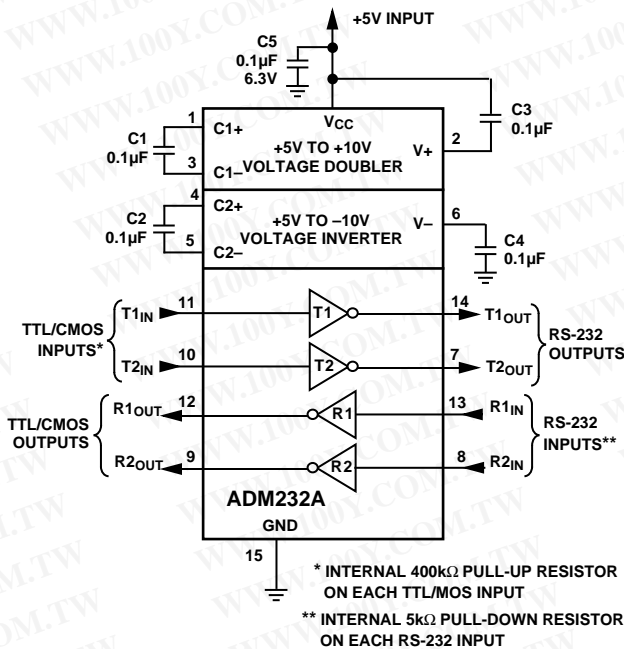 +5V INPUT
C5
0.1µF
6.3V
C3
0.1µF
1
C1+
VCC
C1
0.1µF
+5V TO +10V
VOLTAGE DOUBLER
V+
2
3
C1–
4
C2+
C2
0.1µF
+5V TO –10V
VOLTAGE INVERTER
V–
6
5
C2–
C4
0.1µF
TTL/CMOS
INPUTS*
T1IN
11
T1
14
T1OUT
RS-232
OUTPUTS
T2IN
10
T2
7
T2OUT
TTL/CMOS
OUTPUTS
R1OUT
12
R1
13
R1IN
RS-232
INPUTS**
R2OUT
9
R2
8
R2IN
ADM232A
GND
15
* INTERNAL 400kΩ PULL-UP RESISTOR
ON EACH TTL/MOS INPUT
** INTERNAL 5kΩ PULL-DOWN RESISTOR
ON EACH RS-232 INPUT
WWW.100Y.COM.TW